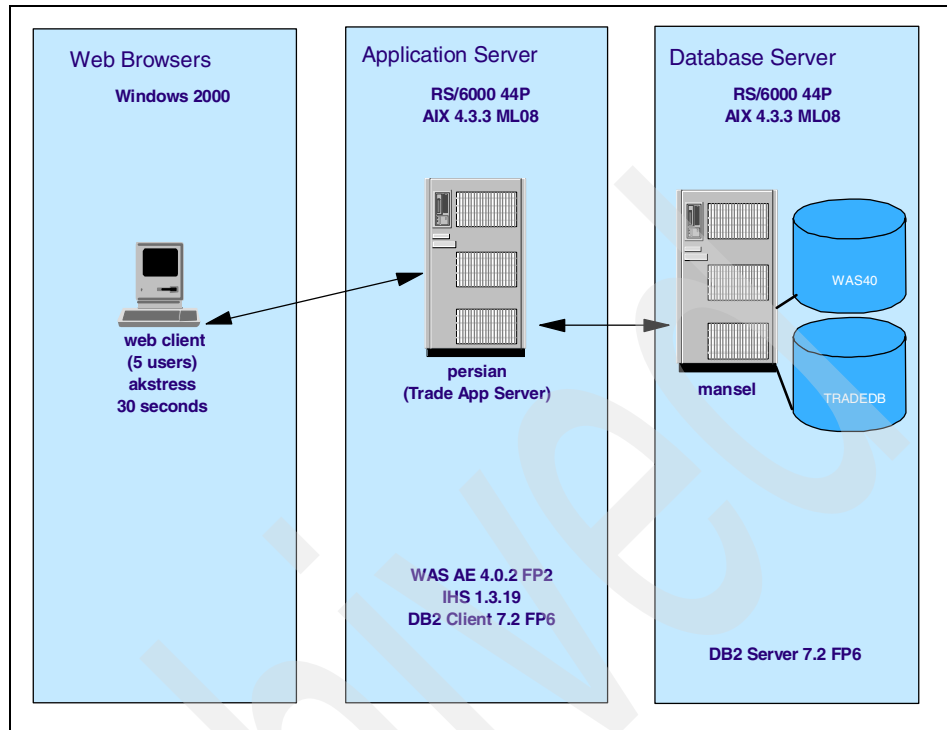 Web Browsers
Windows 2000
web client
(5 users)
akstress
30 seconds
Application Server
RS/6000 44P
AIX 4.3.3 ML08
persian
(Trade App Server)
WAS AE 4.0.2 FP2
IHS 1.3.19
DB2 Client 7.2 FP6
Database Server
RS/6000 44P
AIX 4.3.3 ML08
WAS40
mansel
TRADEDB
DB2 Server 7.2 FP6